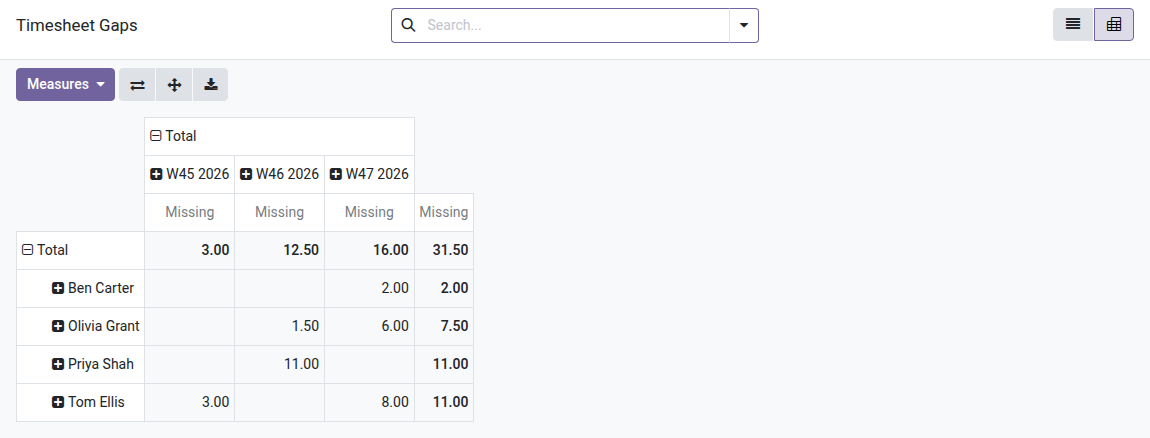 Timesheet Gaps
Search...
Measures
Total
W45 2026 W46 2026 W47 2026
Missing Missing Missing Missing
Total 3.00 12.50 16.00 31.50
Ben Carter 2.00 2.00
Olivia Grant 1.50 6.00 7.50
Priya Shah 11.00 11.00
Tom Ellis 3.00 8.00 11.00